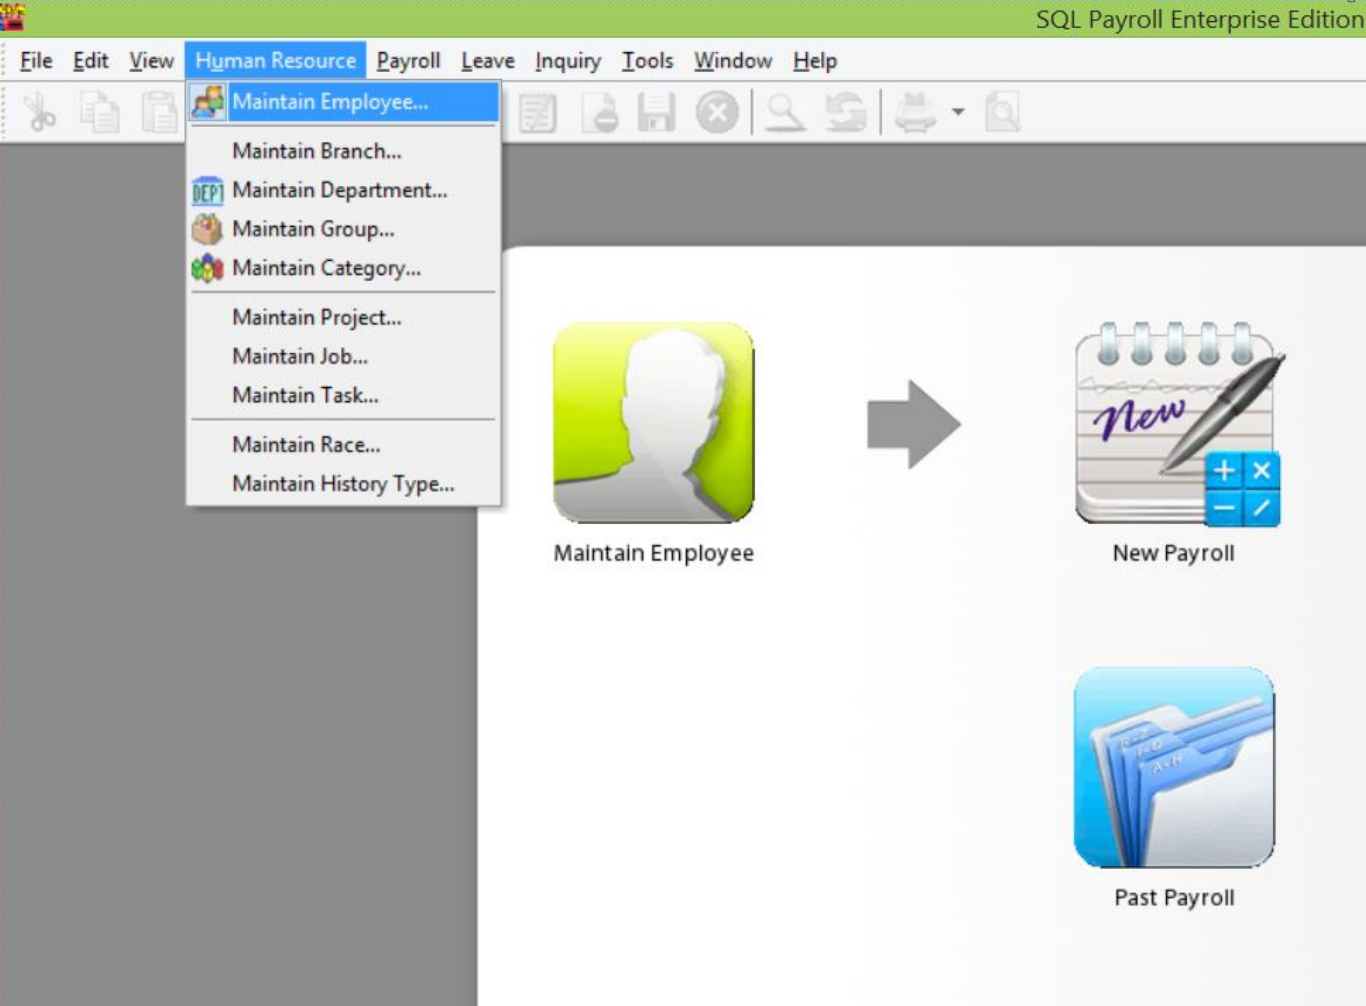 SQL Payroll Enterprise Edition
File Edit View Human Resource Payroll Leave Inquiry Tools Window Help
Maintain Employee...
Maintain Branch...
DEPT Maintain Department...
Maintain Group...
Maintain Category...
Maintain Project...
Maintain Job...
Maintain Task...
Maintain Race...
Maintain History Type...
New
Maintain Employee
New Payroll
A-H
Past Payroll